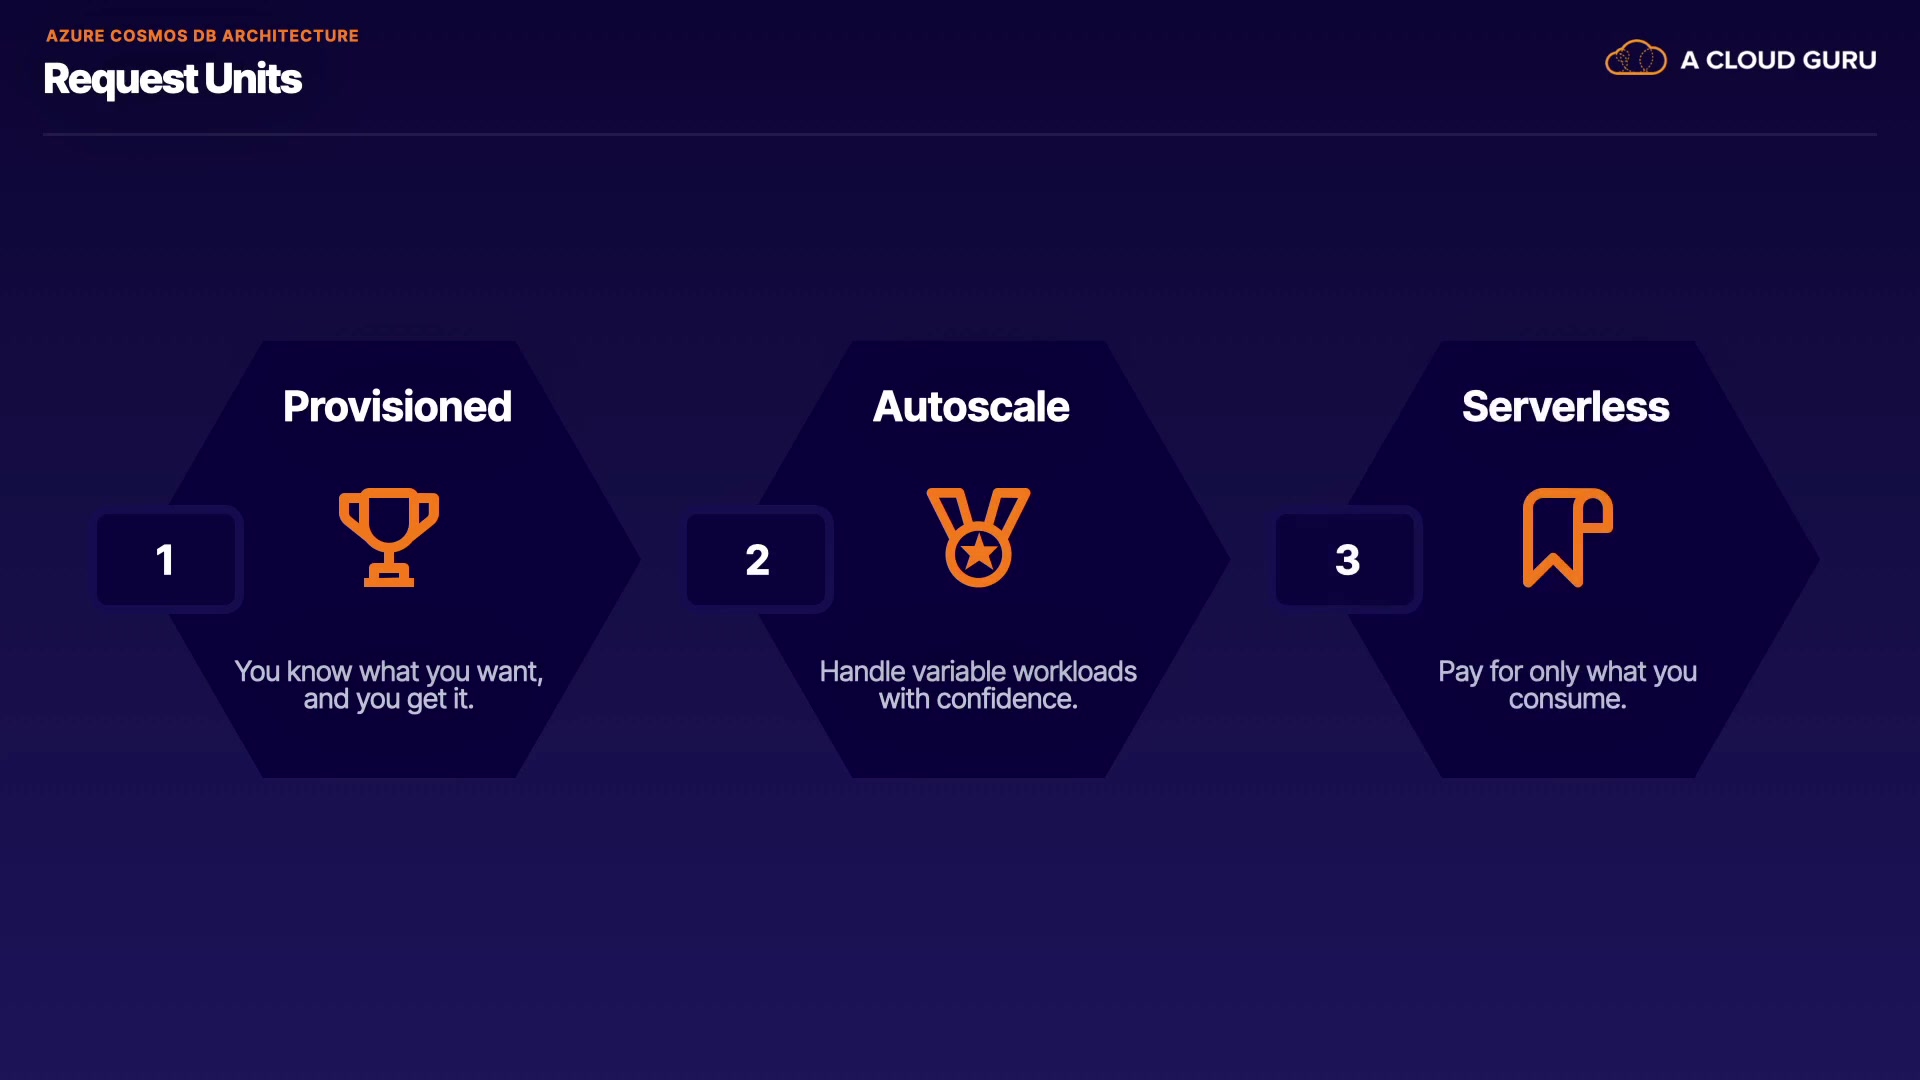 AZURE COSMOS DB ARCHITECTURE
Request Units
A CLOUD GURU
Provisioned
1
You know what you want,
and you get it.
Autoscale
2
Handle variable workloads
with confidence.
Serverless
3
Pay for only what you
consume.